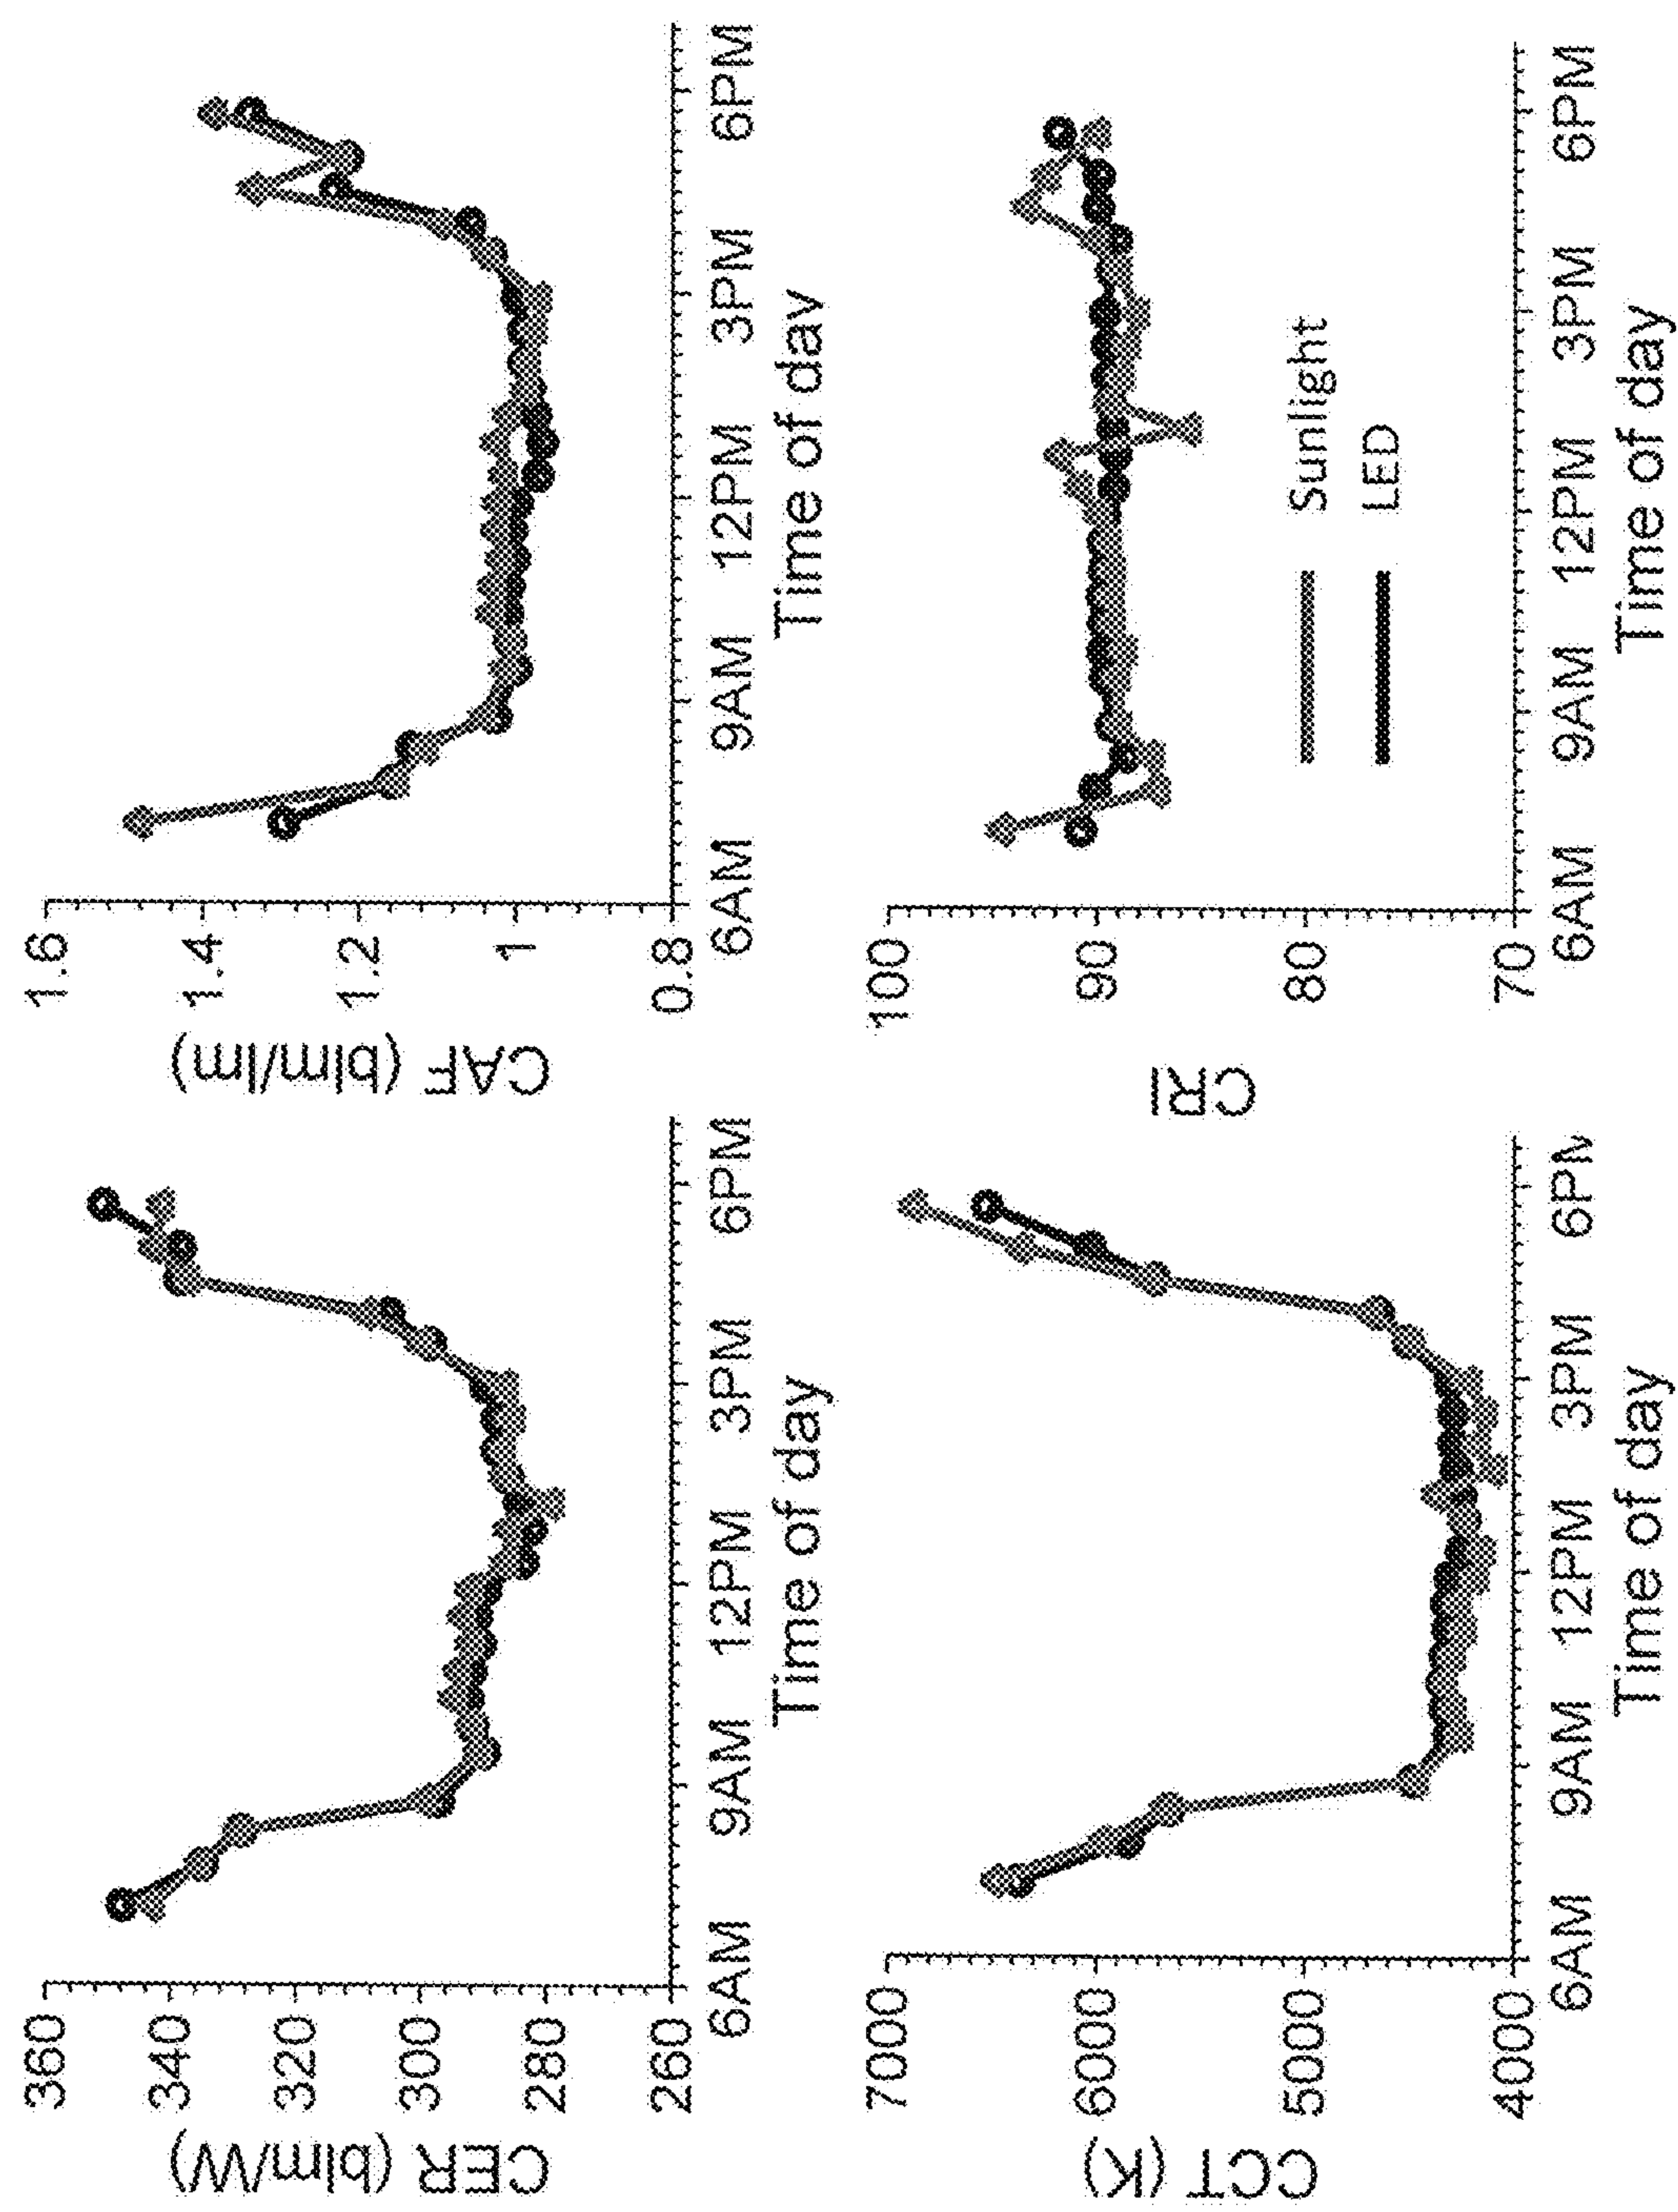 CER (blm/W)
360
340
320
300
280
260
6AM 9AM 12PM 3PM 6PM
Time of day
CAF (blm/lm)
1.6
1.4
1.2
1
0.8
6AM 9AM 12PM 3PM 6PM
Time of day
CCT (K)
7000
6000
5000
4000
6AM 9AM 12PM 3PM 6PM
Time of day
CRI
100
90
80
70
Sunlight
LED
6AM 9AM 12PM 3PM 6PM
Time of day